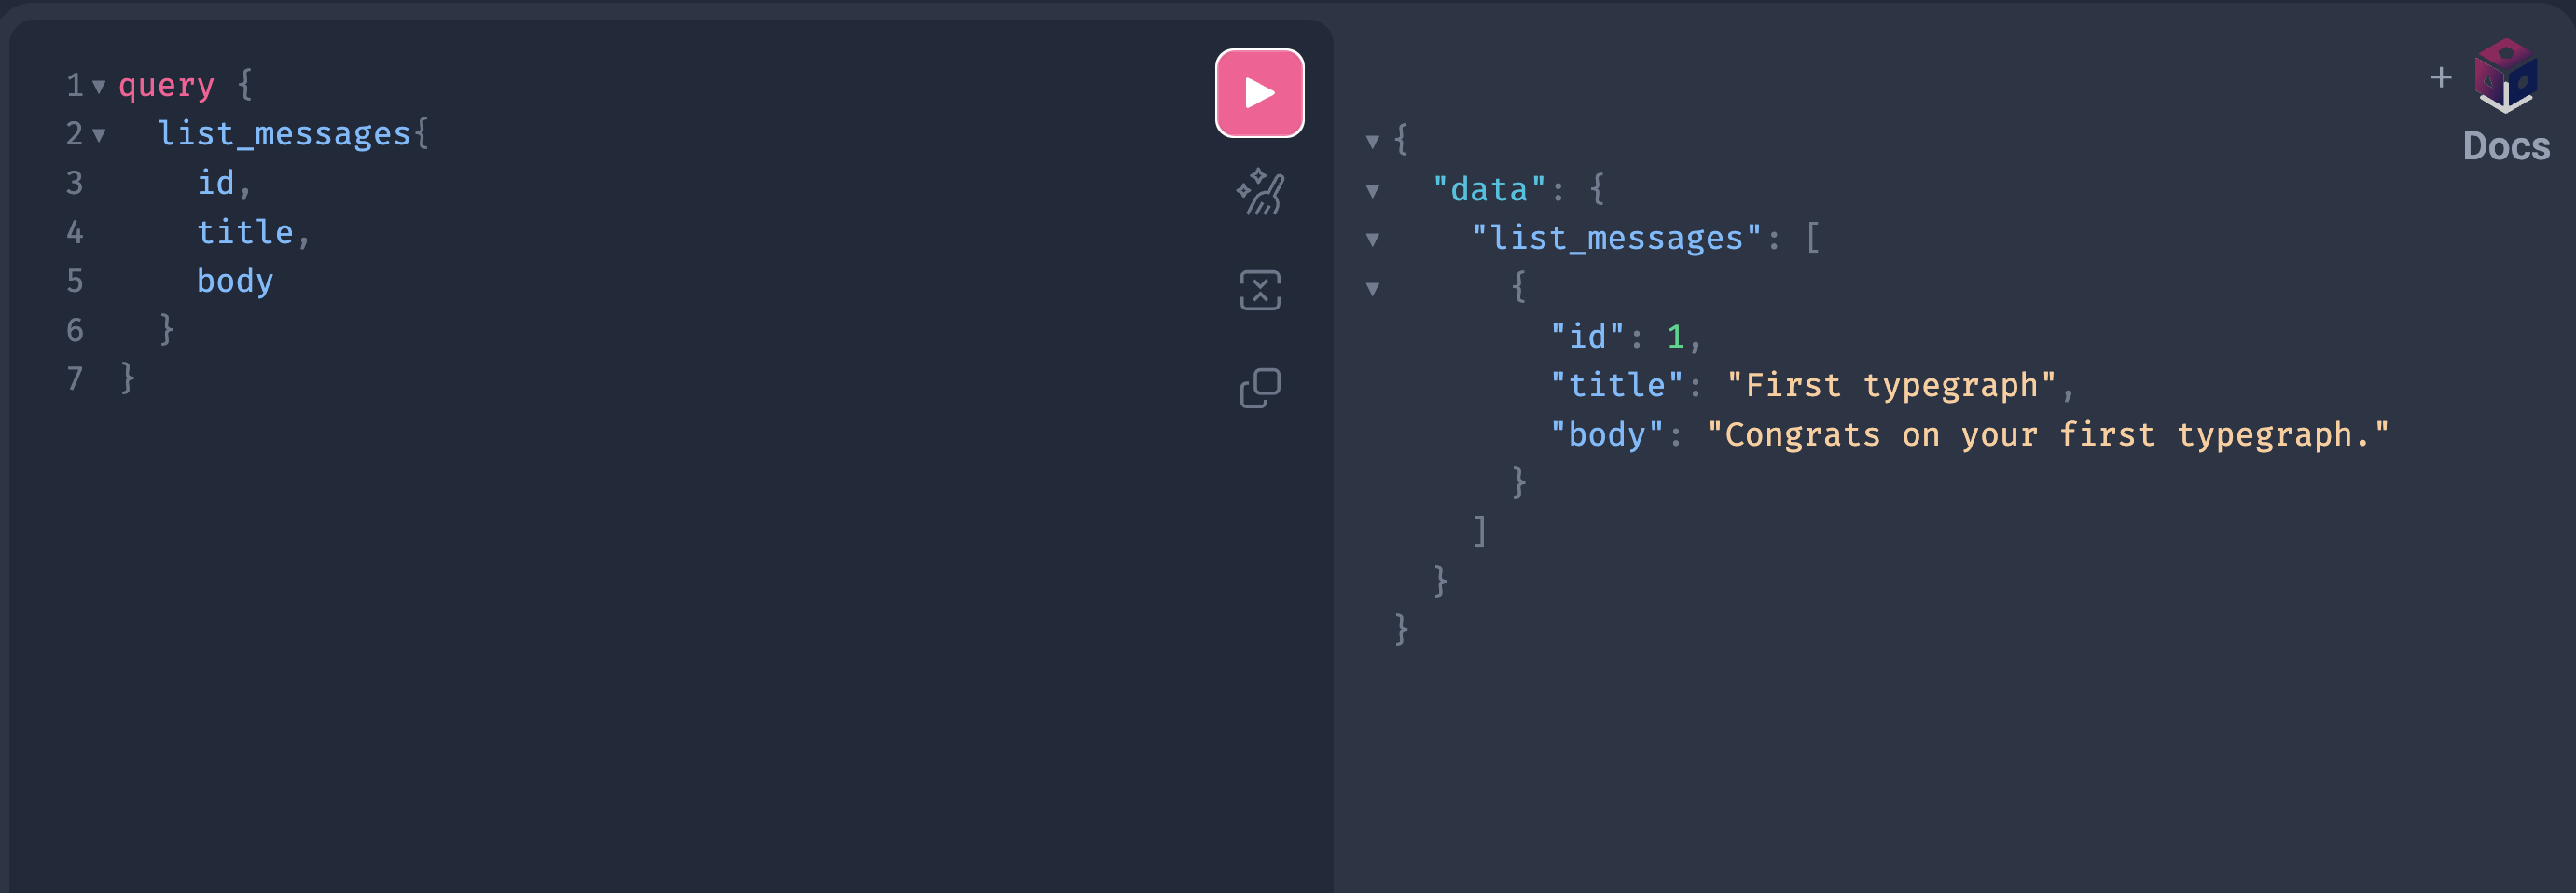 1 query {
2   list_messages{
3     id,
4     title,
5     body
6   }
7 }
+
Docs
{
  "data": {
    "list_messages": [
      {
        "id": 1,
        "title": "First typegraph",
        "body": "Congrats on your first typegraph."
      }
    ]
  }
}